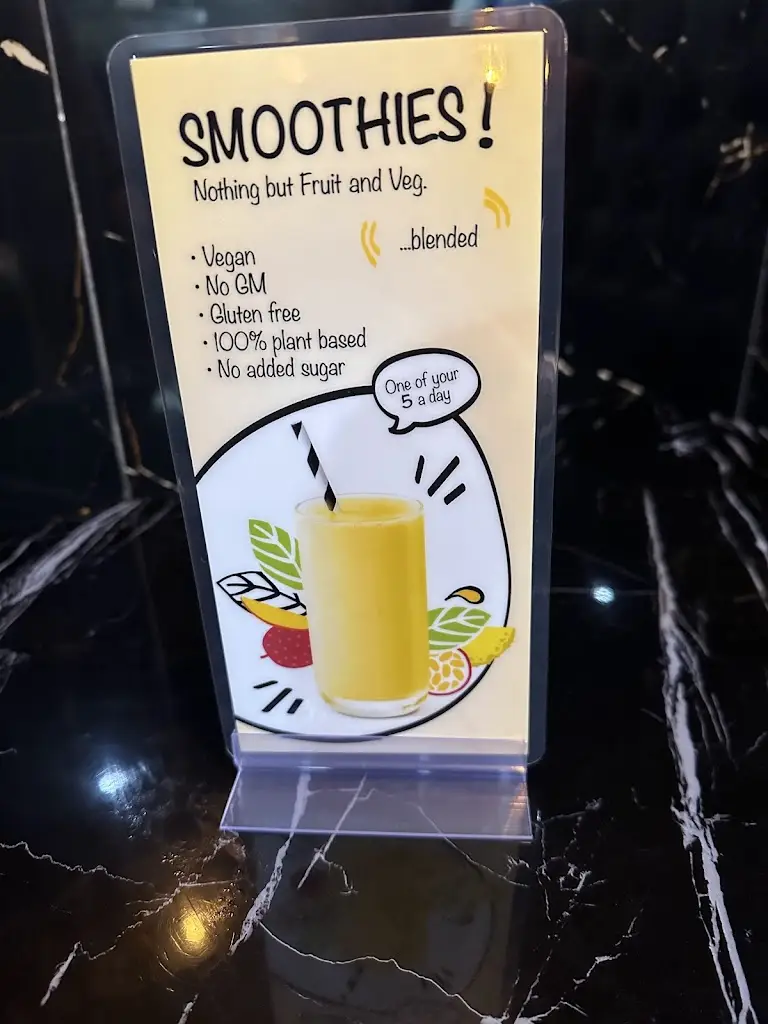 SMOOTHIES!
Nothing but Fruit and Veg.
...blended
• Vegan
• No GM
• Gluten free
• 100% plant based
• No added sugar
One of your
5 a day